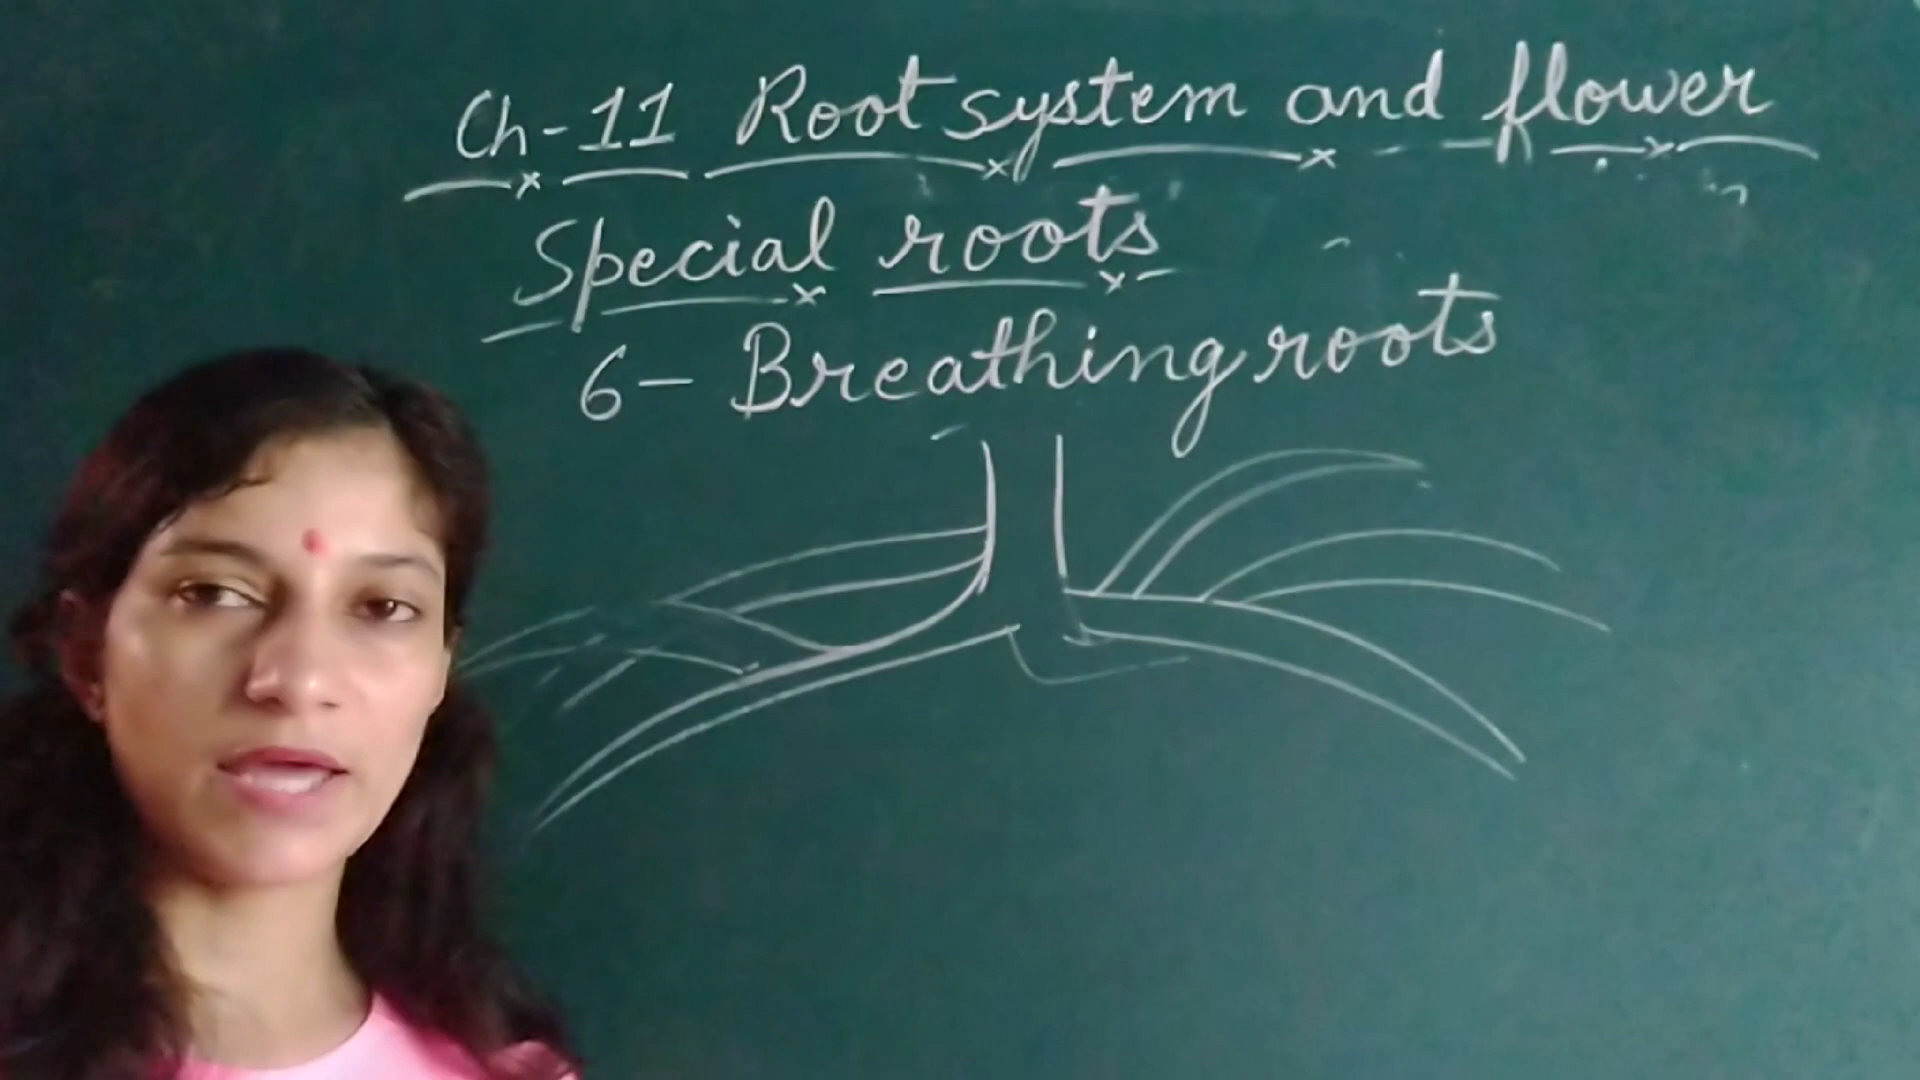 Ch-11 Root system and flower
Special roots
6- Breathing roots